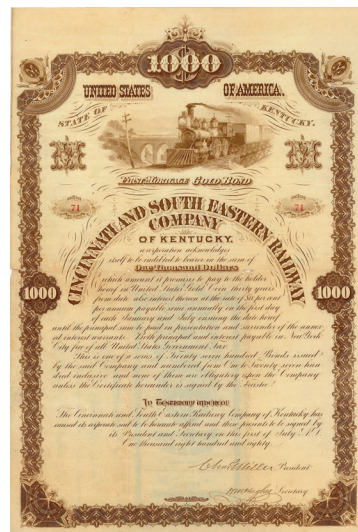 1000
UNITED STATES OF AMERICA.
STATE OF KENTUCKY.
M M
FIRST MORTGAGE GOLD BOND
71 71
CINCINNATI AND SOUTH EASTERN RAILWAY
COMPANY
OF KENTUCKY,
a corporation acknowledges
itself to be indebted to bearer in the sum of
One Thousand Dollars
which amount it promises to pay to the holder
hereof in United States Gold Coin thirty years
1000 from date also interest thereon at the rate of six per cent 1000
per annum payable semi annually on the first day
of each January and July ensuing the date hereof
until the principal sum be paid on presentation and surrender of the annexed
interest warrants. Both principal and interest payable in New York
City free of all United States Government Tax
This is one of a series of Twenty seven hundred Bonds issued
by the said Company and numbered from One to Twenty seven hundred
inclusive and none of them are obligatory upon the Company
unless the Certificate hereunder is signed by the Trustee
In Testimony whereof
The Cincinnati and South Eastern Railway Company of Kentucky has
caused its corporate seal to be hereunto affixed and these presents to be signed by
its President and Secretary on this first of July A.D.
One thousand eight hundred and eighty.
President
Secretary